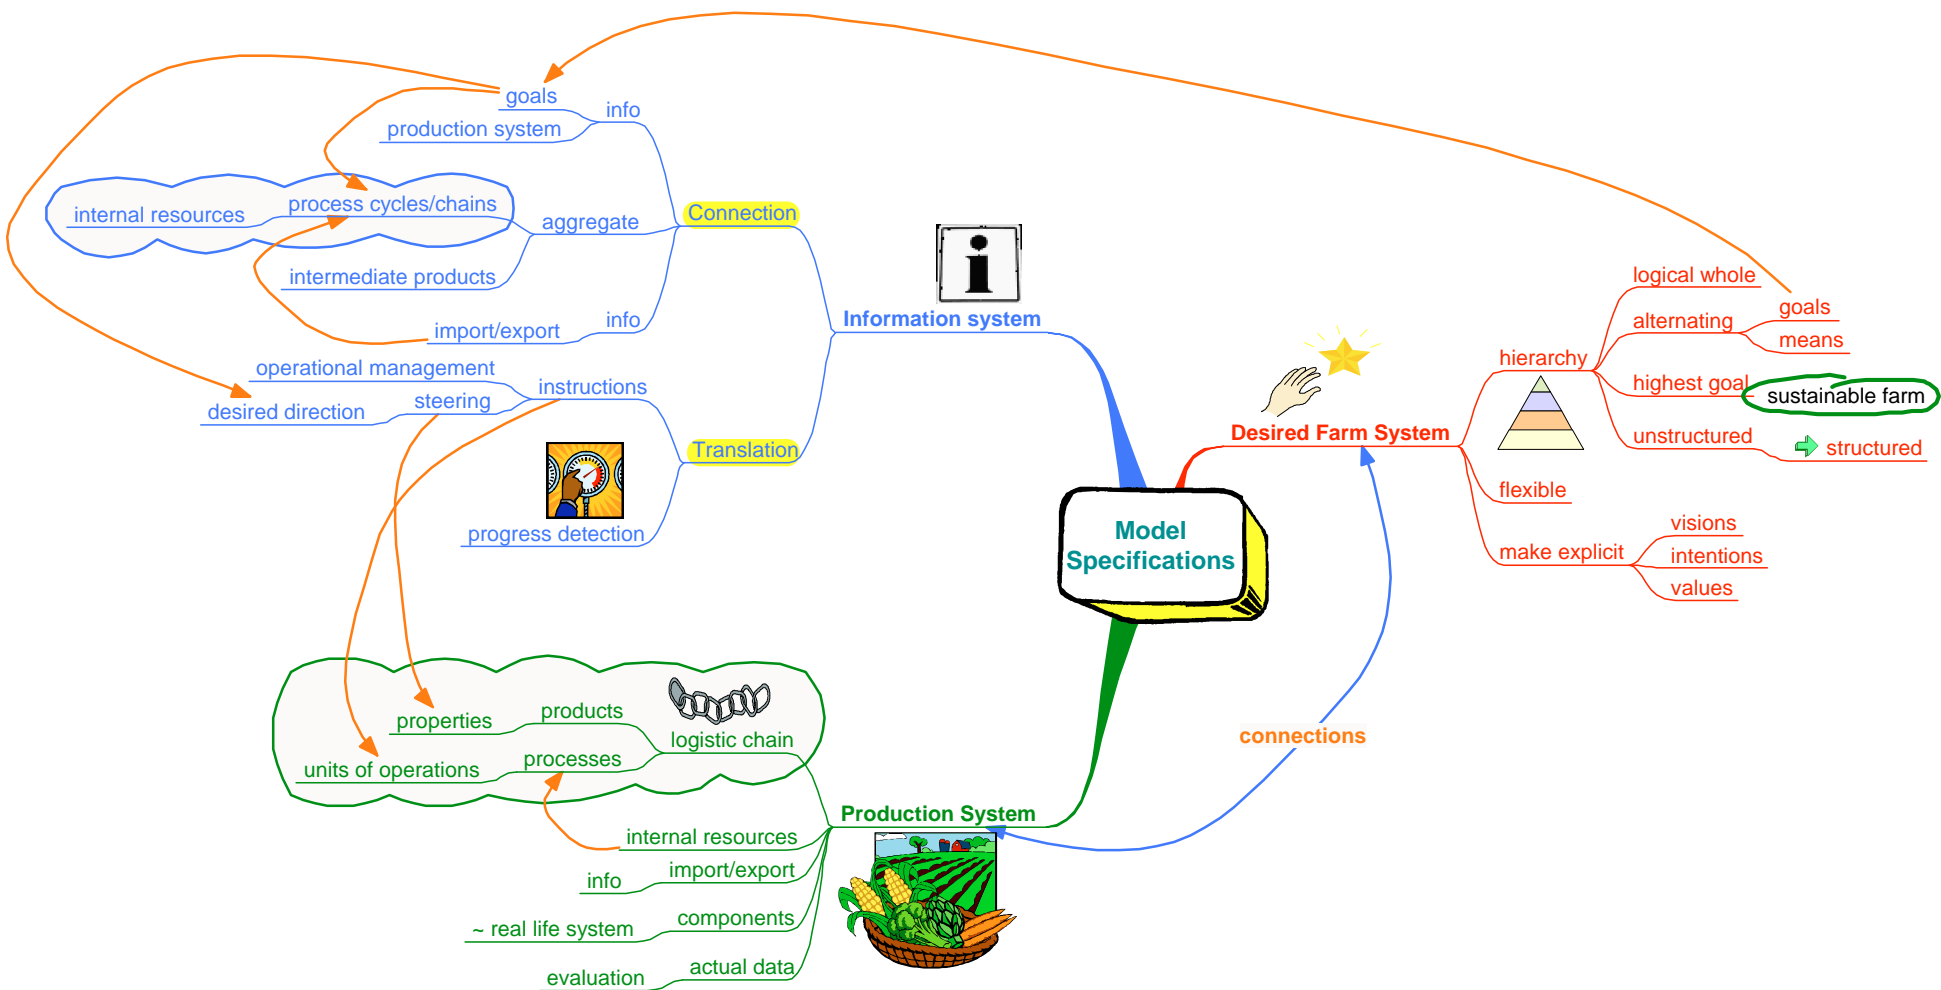 Model
Specifications
Information system
Connection
info
goals
production system
aggregate
process cycles/chains
internal resources
intermediate products
info
import/export
Translation
instructions
operational management
steering
desired direction
progress detection
Desired Farm System
hierarchy
logical whole
alternating
goals
means
highest goal
sustainable farm
unstructured
structured
flexible
make explicit
visions
intentions
values
connections
Production System
logistic chain
products
properties
processes
units of operations
internal resources
import/export
info
components
~ real life system
actual data
evaluation